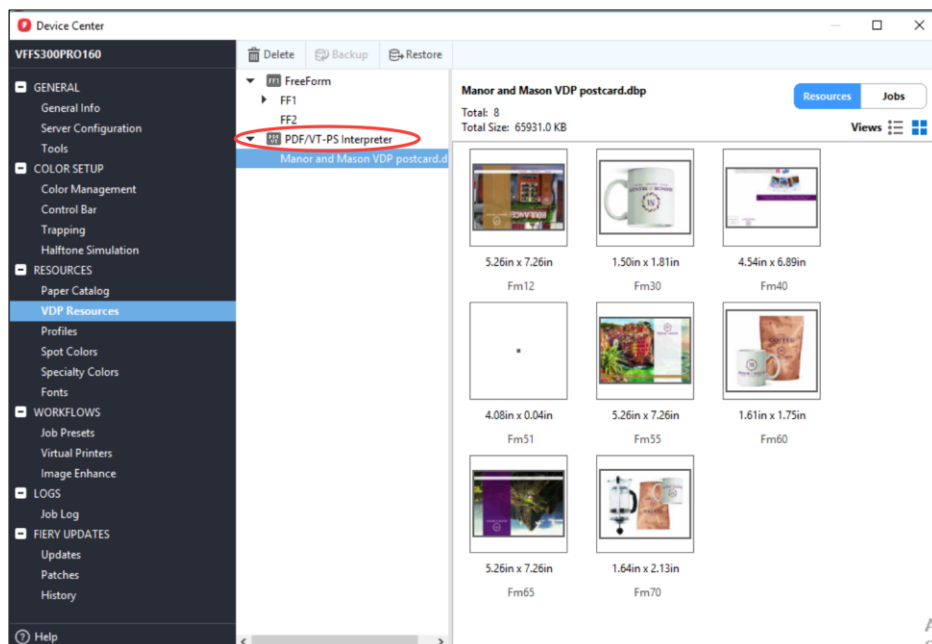 Device Center
VFFS300PRO160
Delete Backup Restore
GENERAL
General Info
Server Configuration
Tools
COLOR SETUP
Color Management
Control Bar
Trapping
Halftone Simulation
RESOURCES
Paper Catalog
VDP Resources
Profiles
Spot Colors
Specialty Colors
Fonts
WORKFLOWS
Job Presets
Virtual Printers
Image Enhance
LOGS
Job Log
FIERY UPDATES
Updates
Patches
History
Help
FreeForm
FF1
FF2
PDF/VT-PS Interpreter
Manor and Mason VDP postcard.d
Manor and Mason VDP postcard.dbp
Total: 8
Total Size: 65931.0 KB
Resources Jobs
Views
5.26in x 7.26in 1.50in x 1.81in 4.54in x 6.89in
Fm12 Fm30 Fm40
4.08in x 0.04in 5.26in x 7.26in 1.61in x 1.75in
Fm51 Fm55 Fm60
5.26in x 7.26in 1.64in x 2.13in
Fm65 Fm70